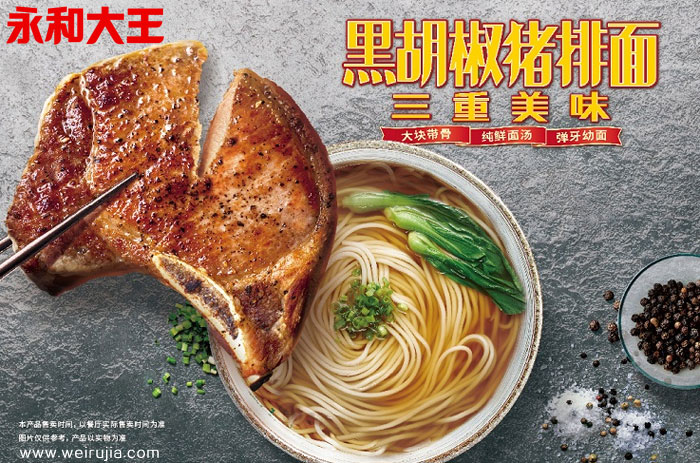 永和大王
黑胡椒猪排面
三重美味
大块带骨 纯鲜面汤 弹牙幼面
本产品售卖时间，以餐厅实际售卖时间为准
图片仅供参考，产品以实物为准
www.weirujia.com